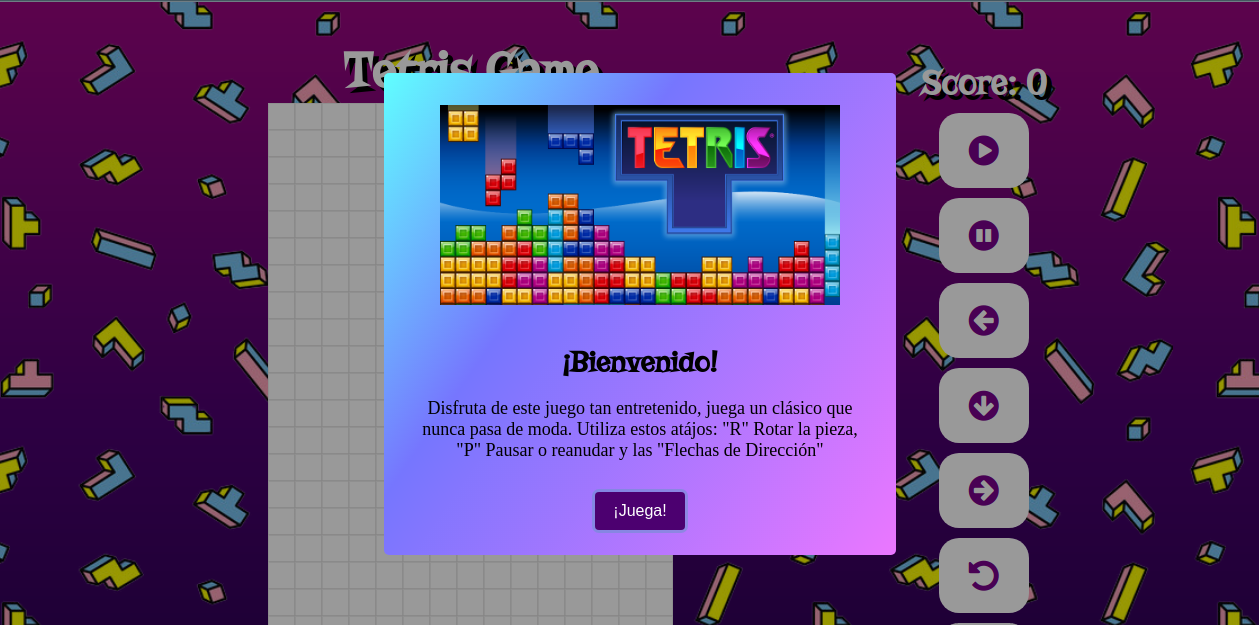 Tetris Game
Score: 0
TETRIS
¡Bienvenido!
Disfruta de este juego tan entretenido, juega un clásico que
nunca pasa de moda. Utiliza estos atájos: "R" Rotar la pieza,
"P" Pausar o reanudar y las "Flechas de Dirección"
¡Juega!